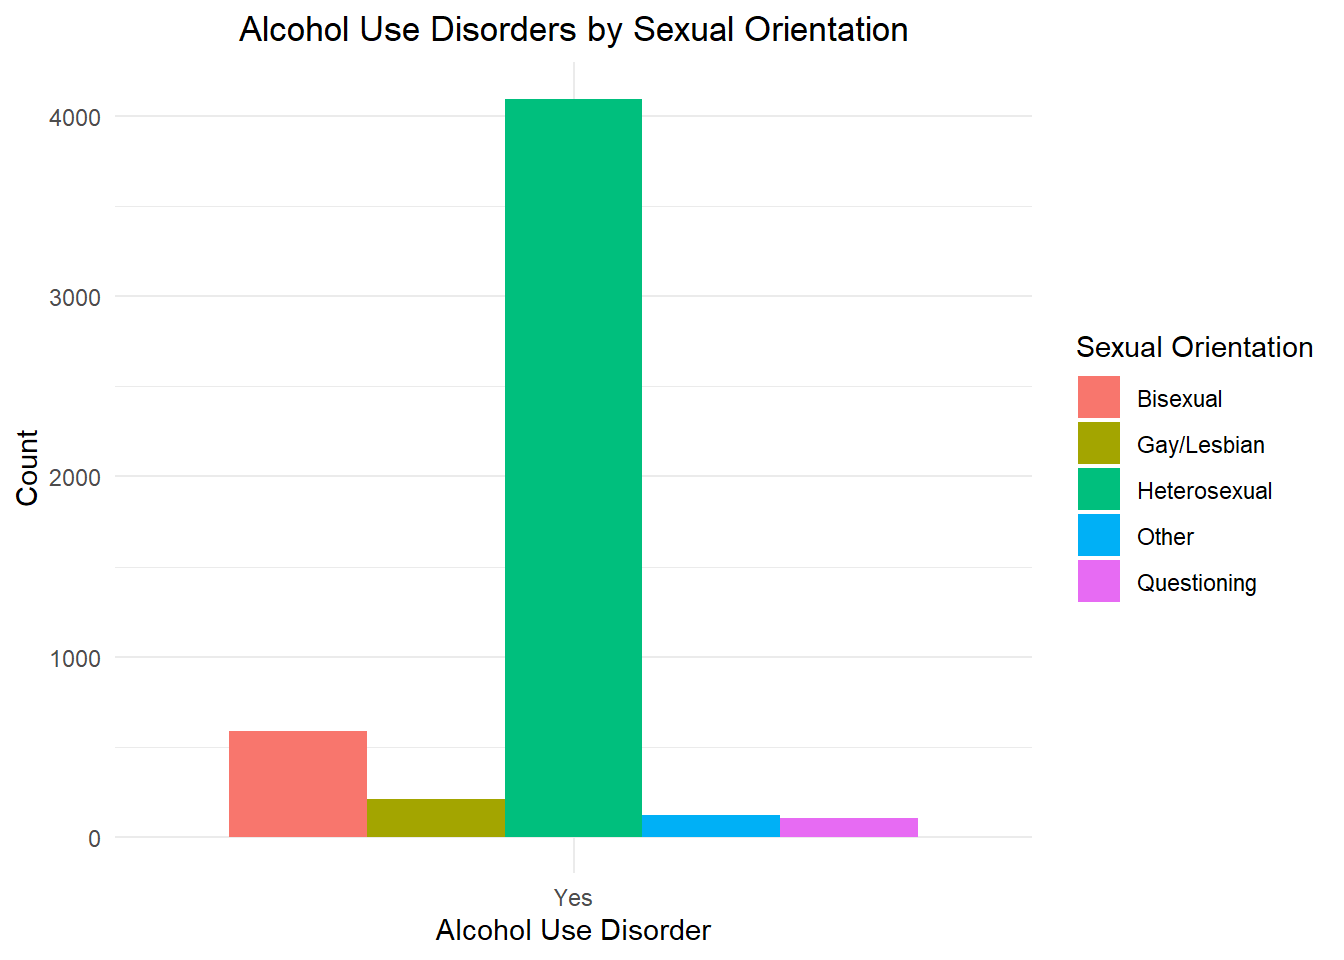 Alcohol Use Disorders by Sexual Orientation
4000
3000
2000
1000
0
Count
Yes
Alcohol Use Disorder
Sexual Orientation
Bisexual
Gay/Lesbian
Heterosexual
Other
Questioning